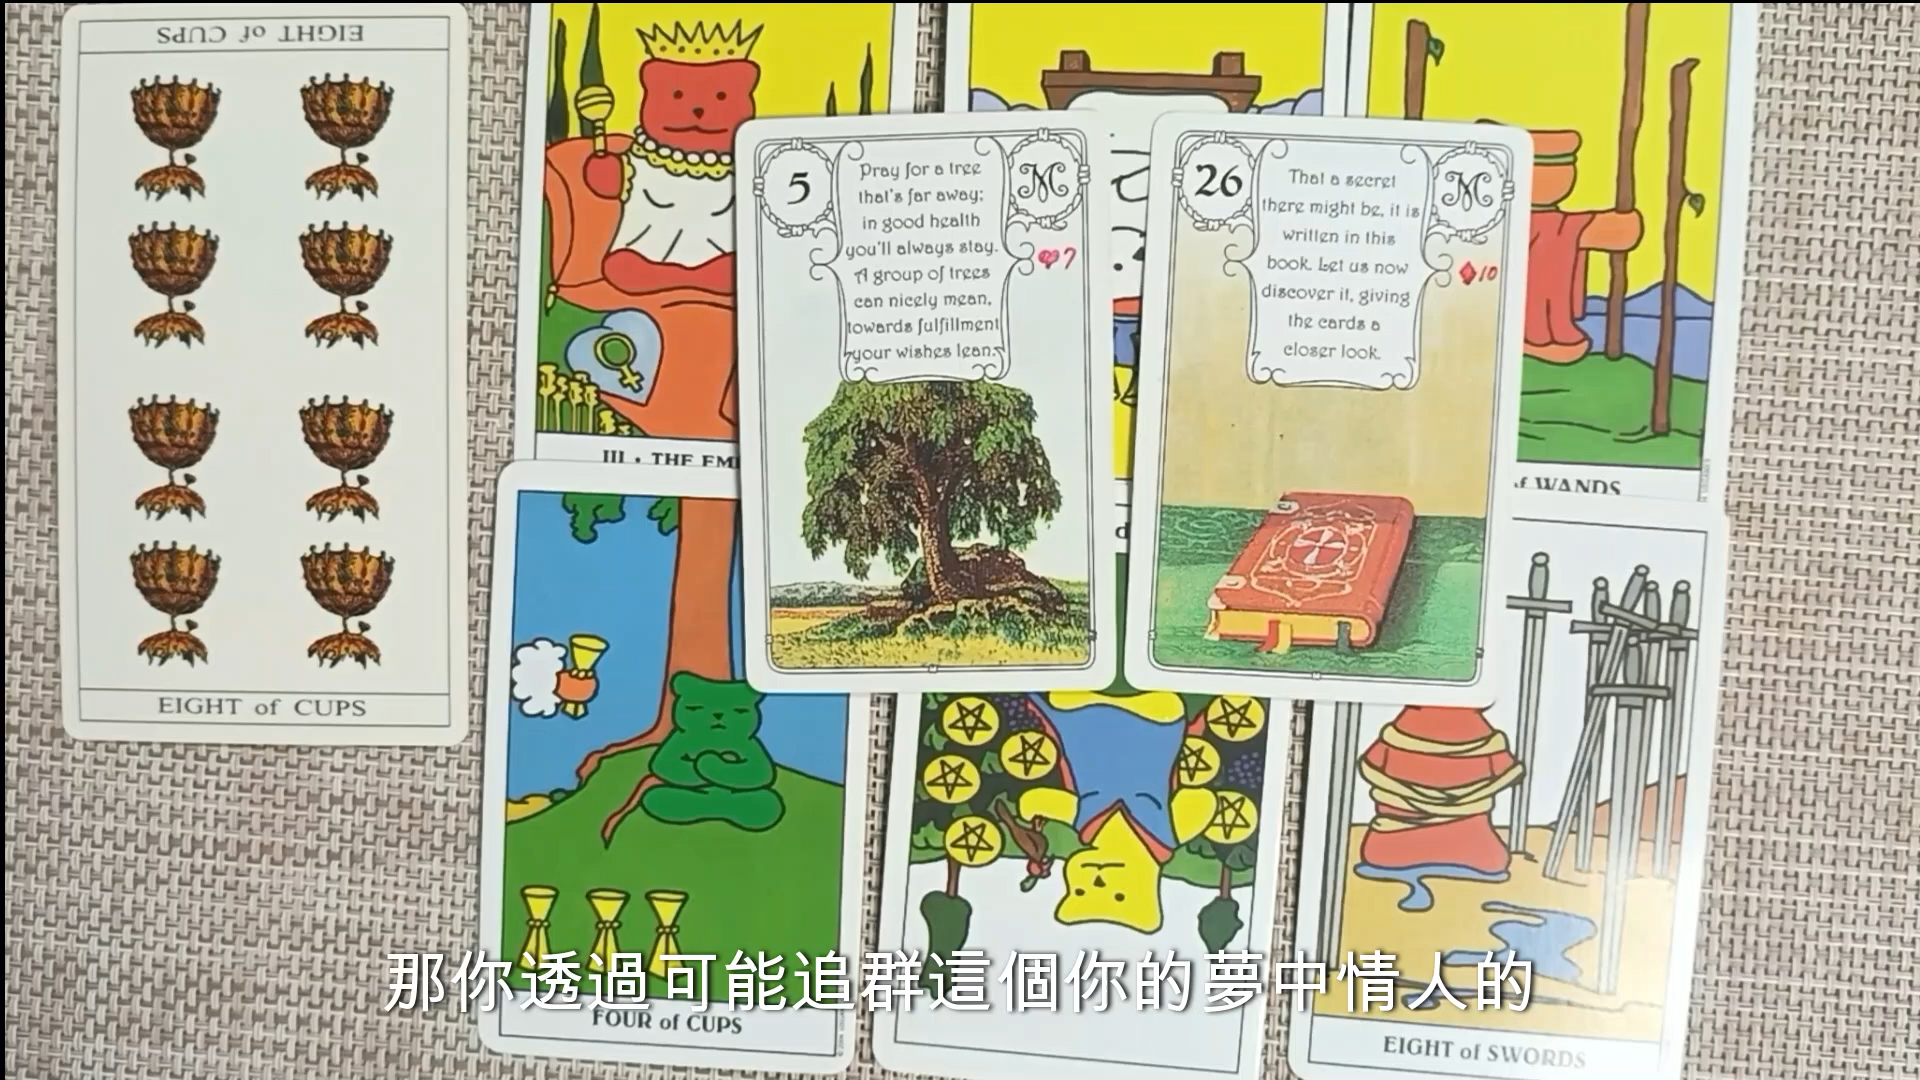 EIGHT of CUPS
EIGHT of CUPS
III • THE EM
5
Pray for a tree
that's far away;
in good health
you'll always stay.
A group of trees
can nicely mean,
towards fulfillment
your wishes lean.
M
7
26
That a secret
there might be, it is
written in this
book. Let us now
discover it, giving
the cards a
closer look.
M
10
of WANDS
FOUR of CUPS
EIGHT of SWORDS
那你透過可能追群這個你的夢中情人的